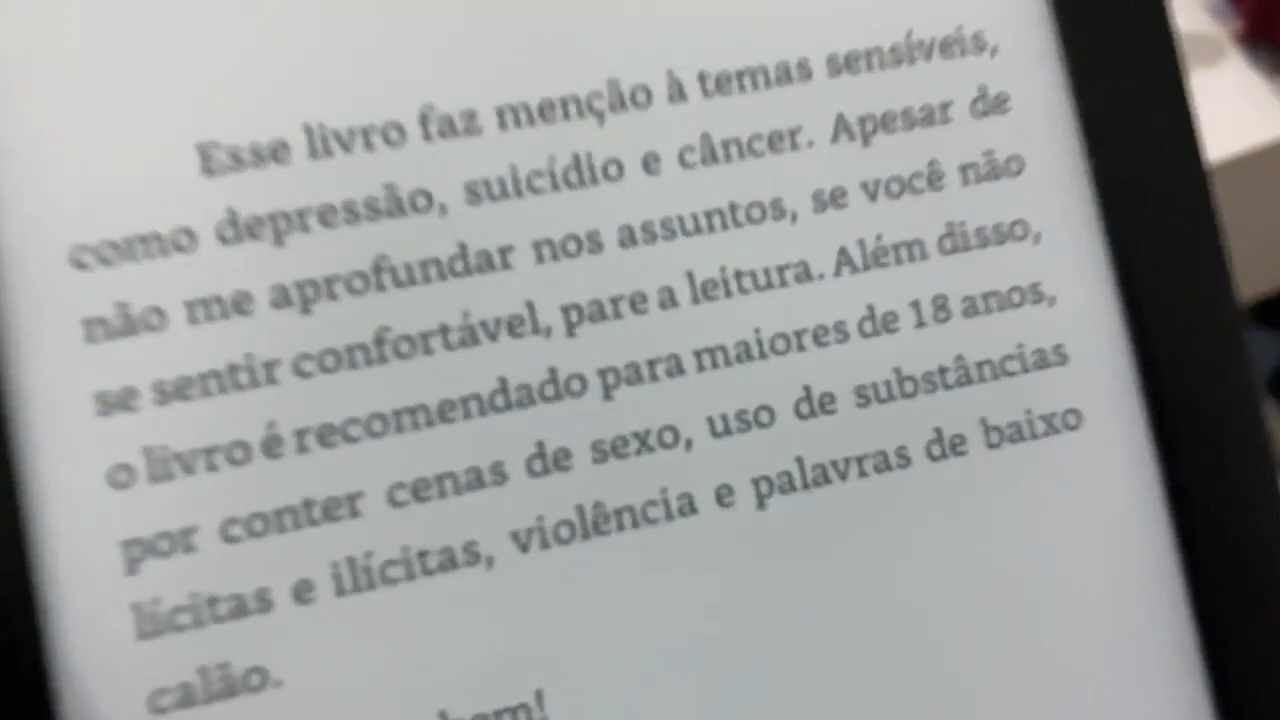 Esse livro faz menção à temas sensíveis,
como depressão, suicídio e câncer. Apesar de
não me aprofundar nos assuntos, se você não
se sentir confortável, pare a leitura. Além disso,
o livro é recomendado para maiores de 18 anos,
por conter cenas de sexo, uso de substâncias
lícitas e ilícitas, violência e palavras de baixo
calão.